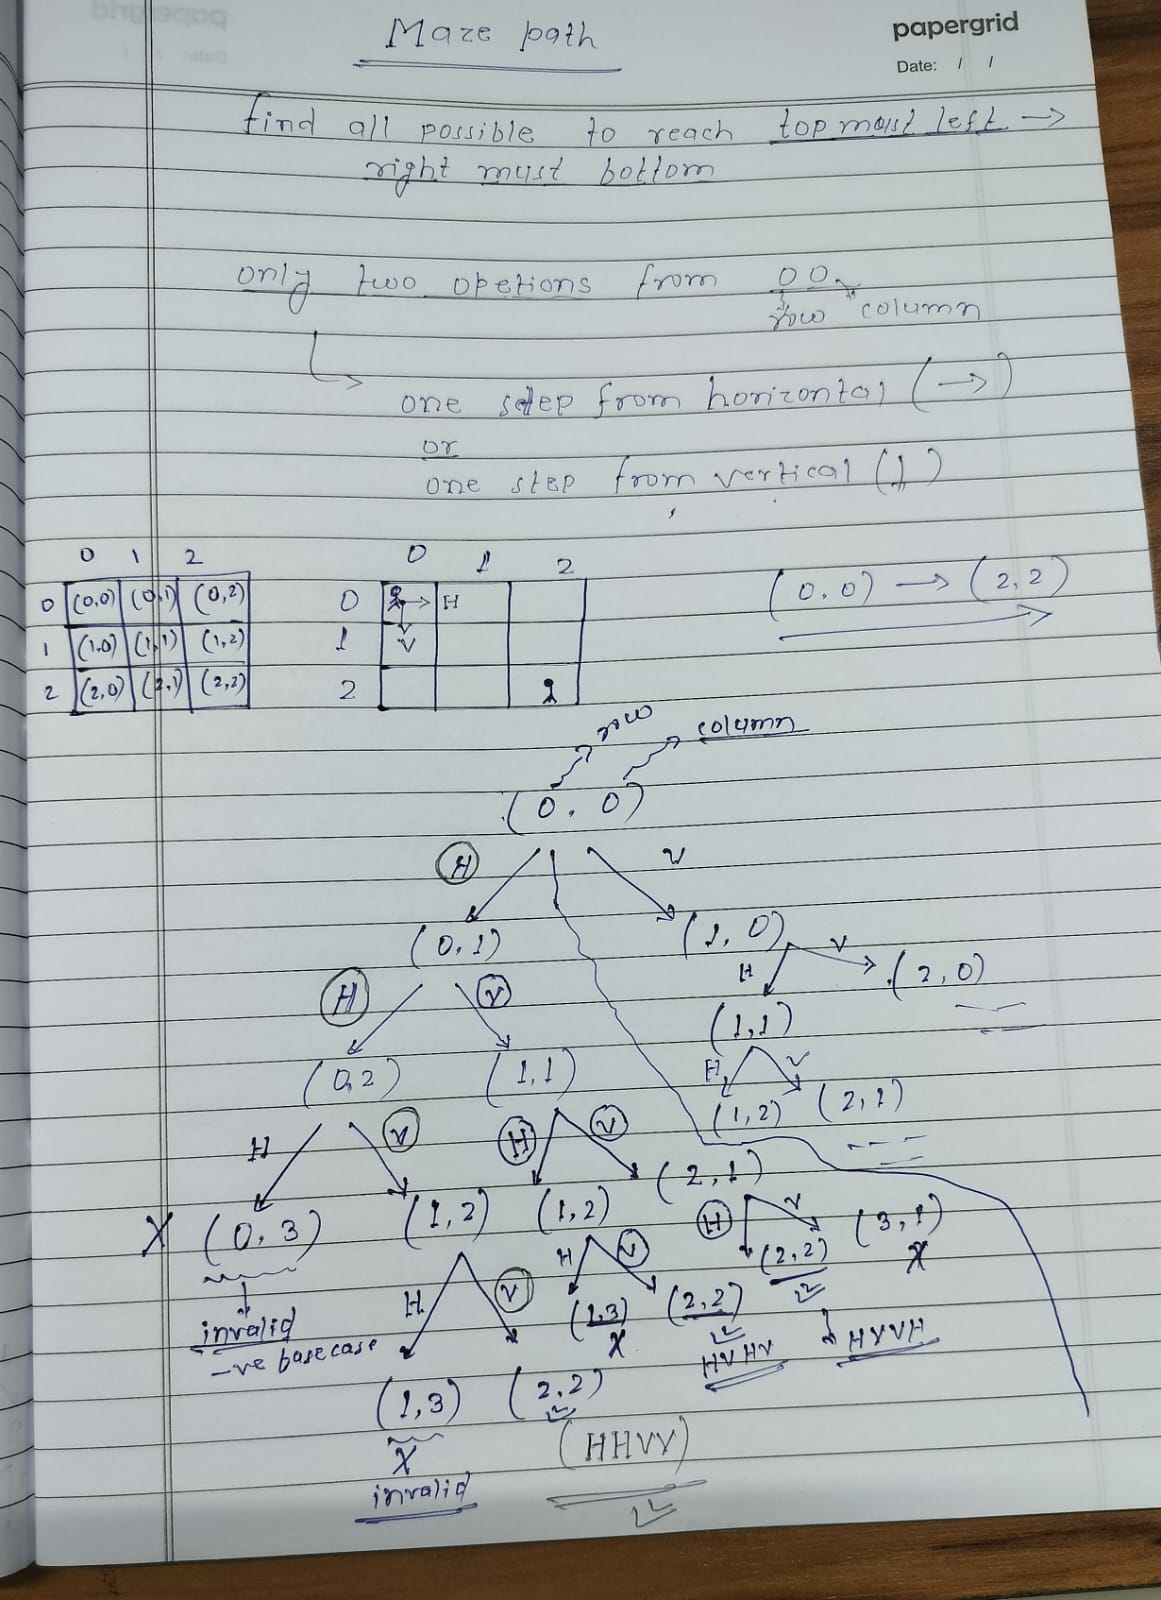 Maze path
papergrid
Date: / /
find all possible to reach top most left →
right most bottom
only two opetions from 00
row column
one step from horizontal (→)
or
one step from vertical (↓)
0 1 2
0 (0,0) (0,1) (0,2)
1 (1,0) (1,1) (1,2)
2 (2,0) (2,1) (2,2)
0 1 2
0 → H
1 V
2
(0,0) → (2,2)
row column
(0,0)
H V
(0,1) (1,0)
H V H V
(1,1) (2,0)
(0,2) (1,1) H V
(1,2) (2,1)
H V H V
X (0,3) (1,2) (1,2) (2,1)
H V H V H V
invalid
-ve base case
(1,3) (2,2) (2,2) (3,1)
X X
HVHV HVVH
(1,3) (2,2)
X (HHVV)
invalid